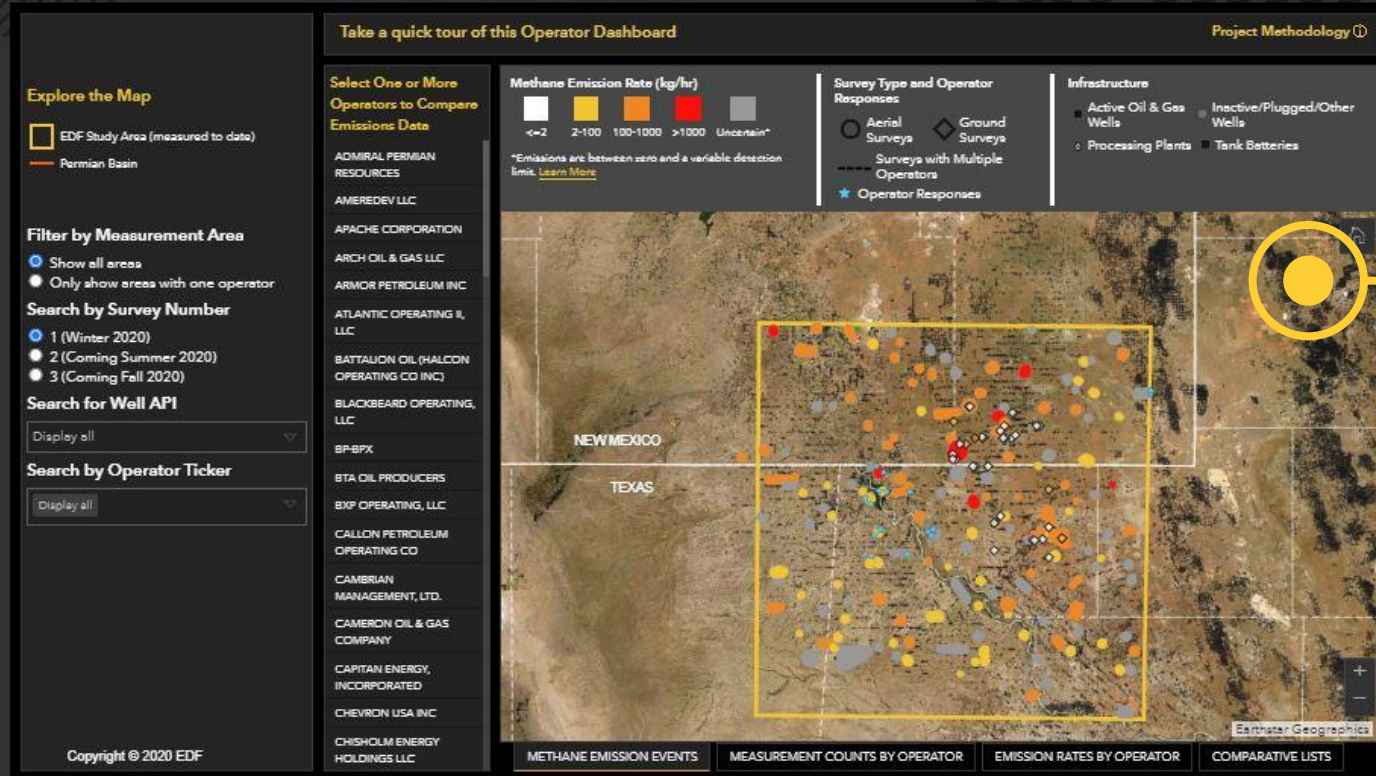 Take a quick tour of this Operator Dashboard
Project Methodology
Explore the Map
EDF Study Area (measured to date)
Permian Basin
Filter by Measurement Area
Show all areas
Only show areas with one operator
Search by Survey Number
1 (Winter 2020)
2 (Coming Summer 2020)
3 (Coming Fall 2020)
Search for Well API
Display all
Search by Operator Ticker
Display all
Copyright © 2020 EDF
Select One or More
Operators to Compare
Emissions Data
ADMIRAL PERMIAN
RESOURCES
AMEREDEV LLC
APACHE CORPORATION
ARCH OIL & GAS LLC
ARMOR PETROLEUM INC
ATLANTIC OPERATING II,
LLC
BATTALION OIL (HALCON
OPERATING CO INC)
BLACKBEARD OPERATING,
LLC
BP-BPX
BTA OIL PRODUCERS
BXP OPERATING, LLC
CALLON PETROLEUM
OPERATING CO
CAMBRIAN
MANAGEMENT, LTD.
CAMERON OIL & GAS
COMPANY
CAPITAN ENERGY,
INCORPORATED
CHEVRON USA INC
CHISHOLM ENERGY
HOLDINGS LLC
Methane Emission Rate (kg/hr)
<=2 2-100 100-1000 >1000 Uncertain*
*Emissions are between zero and a variable detection
limit. Learn More
Survey Type and Operator
Responses
Aerial
Surveys
Ground
Surveys
Surveys with Multiple
Operators
Operator Responses
Infrastructure
Active Oil & Gas
Wells
Inactive/Plugged/Other
Wells
Processing Plants
Tank Batteries
NEW MEXICO
TEXAS
+
−
Earthstar Geographics
METHANE EMISSION EVENTS
MEASUREMENT COUNTS BY OPERATOR
EMISSION RATES BY OPERATOR
COMPARATIVE LISTS